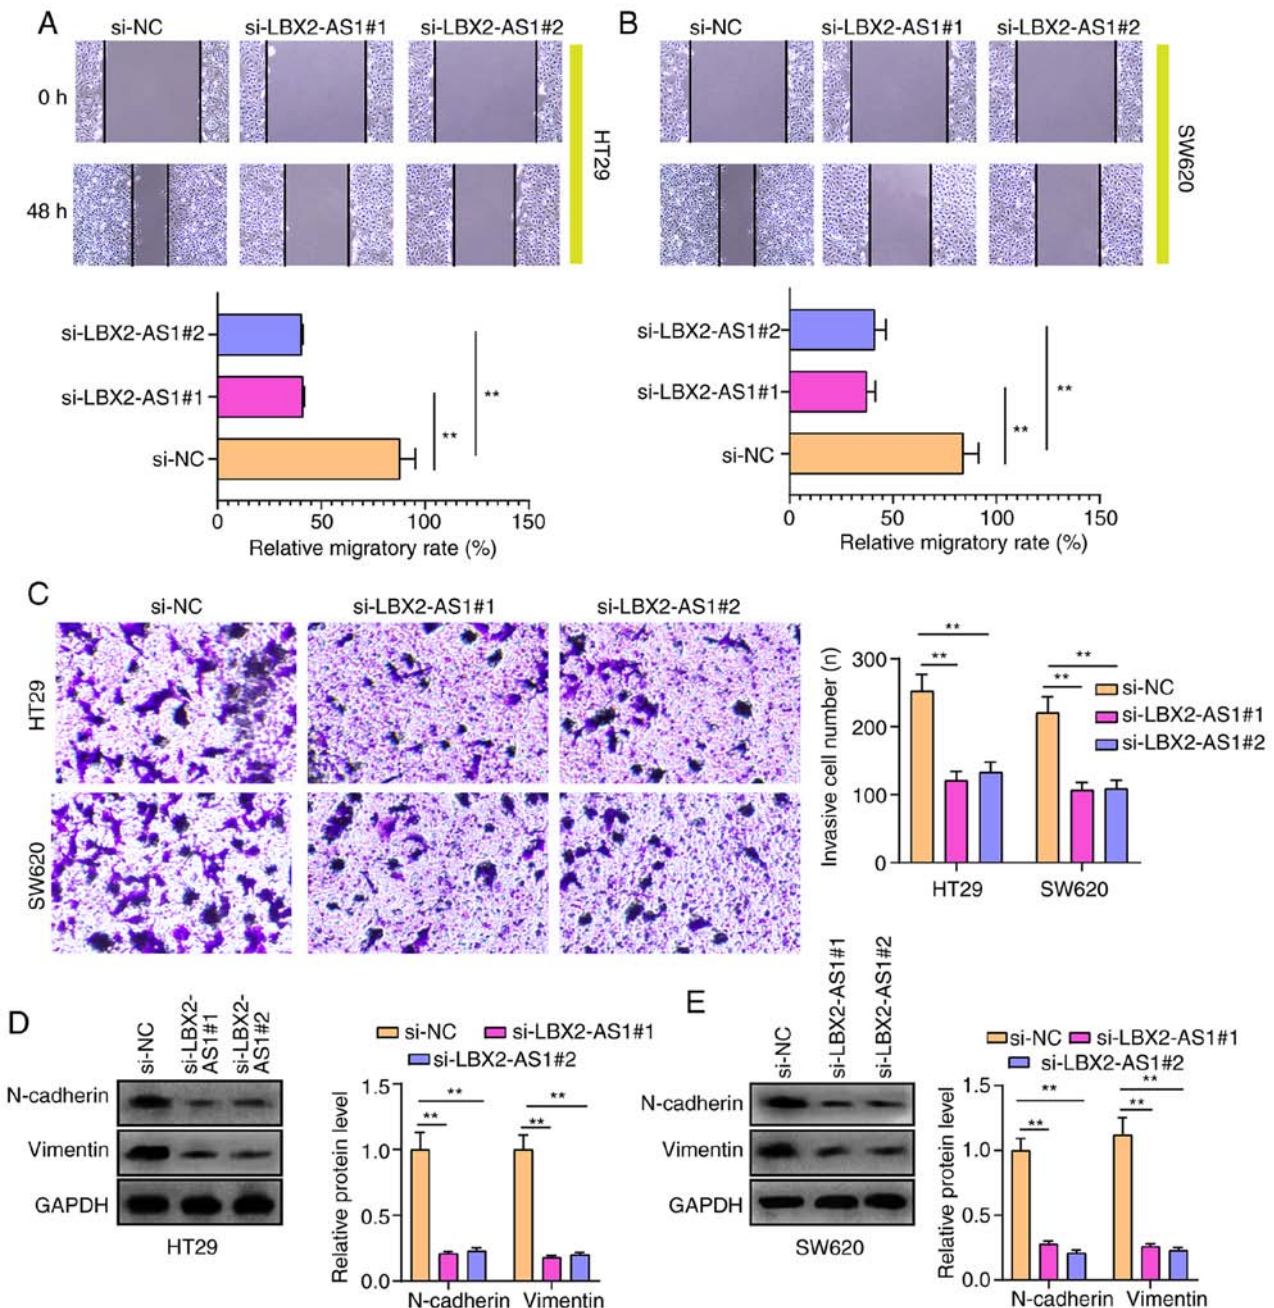 A
si-NC si-LBX2-AS1#1 si-LBX2-AS1#2
0 h
48 h
HT29
si-LBX2-AS1#2
si-LBX2-AS1#1
si-NC
**
**
0 50 100 150
Relative migratory rate (%)
B
si-NC si-LBX2-AS1#1 si-LBX2-AS1#2
SW620
si-LBX2-AS1#2
si-LBX2-AS1#1
si-NC
**
**
0 50 100 150
Relative migratory rate (%)
C
si-NC si-LBX2-AS1#1 si-LBX2-AS1#2
HT29
SW620
Invasive cell number (n)
300
200
100
0
**
**
**
**
si-NC
si-LBX2-AS1#1
si-LBX2-AS1#2
HT29 SW620
D
si-NC
si-LBX2-
AS1#1
si-LBX2-
AS1#2
N-cadherin
Vimentin
GAPDH
HT29
si-NC si-LBX2-AS1#1
si-LBX2-AS1#2
Relative protein level
1.5
1.0
0.5
0.0
**
**
**
**
N-cadherin Vimentin
E
si-NC
si-LBX2-AS1#1
si-LBX2-AS1#2
N-cadherin
Vimentin
GAPDH
SW620
si-NC si-LBX2-AS1#1
si-LBX2-AS1#2
Relative protein level
1.5
1.0
0.5
0.0
**
**
**
**
N-cadherin Vimentin